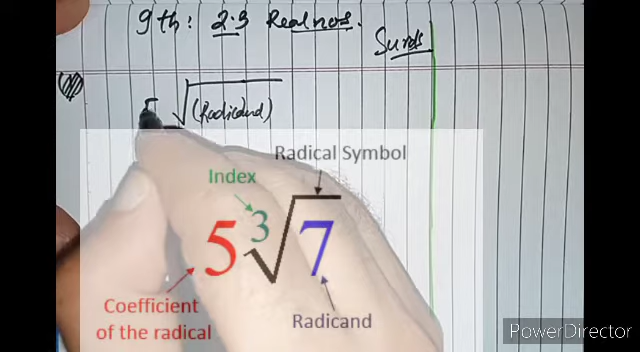 9th: 2.3 Real nos.
Surds
5 √(Radicand)
Radical Symbol
Index
5 3√7
Coefficient
of the radical
Radicand
PowerDirector